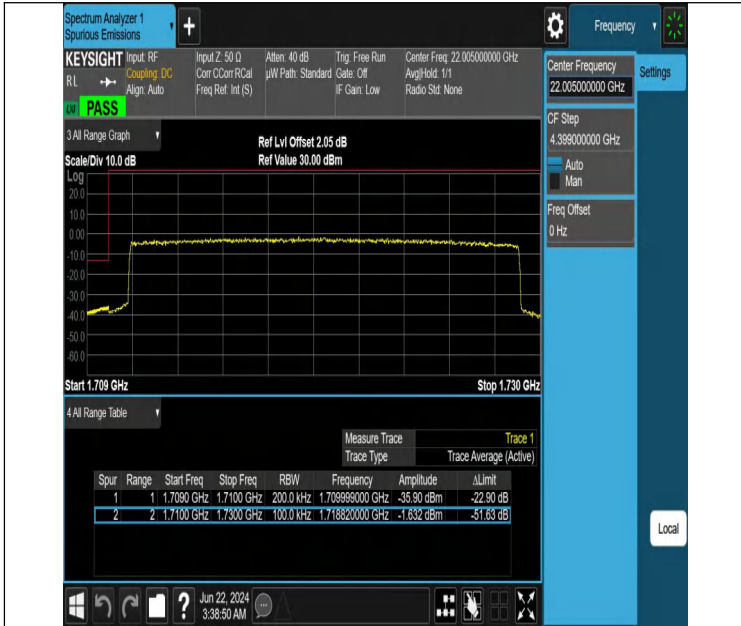 Spectrum Analyzer 1
Spurious Emissions
Frequency
KEYSIGHT
RL
Input: RF
Coupling: DC
Align: Auto
Input Z: 50 Ω
Corr CCorr RCal
Freq Ref: Int (S)
Atten: 40 dB
µW Path: Standard
Trig: Free Run
Gate: Off
IF Gain: Low
Center Freq: 22.005000000 GHz
Avg|Hold: 1/1
Radio Std: None
LXI PASS
3 All Range Graph
Scale/Div 10.0 dB
Ref Lvl Offset 2.05 dB
Ref Value 30.00 dBm
Log
20.0
10.0
0.00
-10.0
-20.0
-30.0
-40.0
-50.0
-60.0
Start 1.709 GHz
Stop 1.730 GHz
4 All Range Table
Measure Trace Trace 1
Trace Type Trace Average (Active)
Spur Range Start Freq Stop Freq RBW Frequency Amplitude ΔLimit
1 1 1.7090 GHz 1.7100 GHz 200.0 kHz 1.709999000 GHz -35.90 dBm -22.90 dB
2 2 1.7100 GHz 1.7300 GHz 100.0 kHz 1.718820000 GHz -1.632 dBm -51.63 dB
Center Frequency
22.005000000 GHz
Settings
CF Step
4.399000000 GHz
Auto
Man
Freq Offset
0 Hz
Local
?
Jun 22, 2024
3:38:50 AM